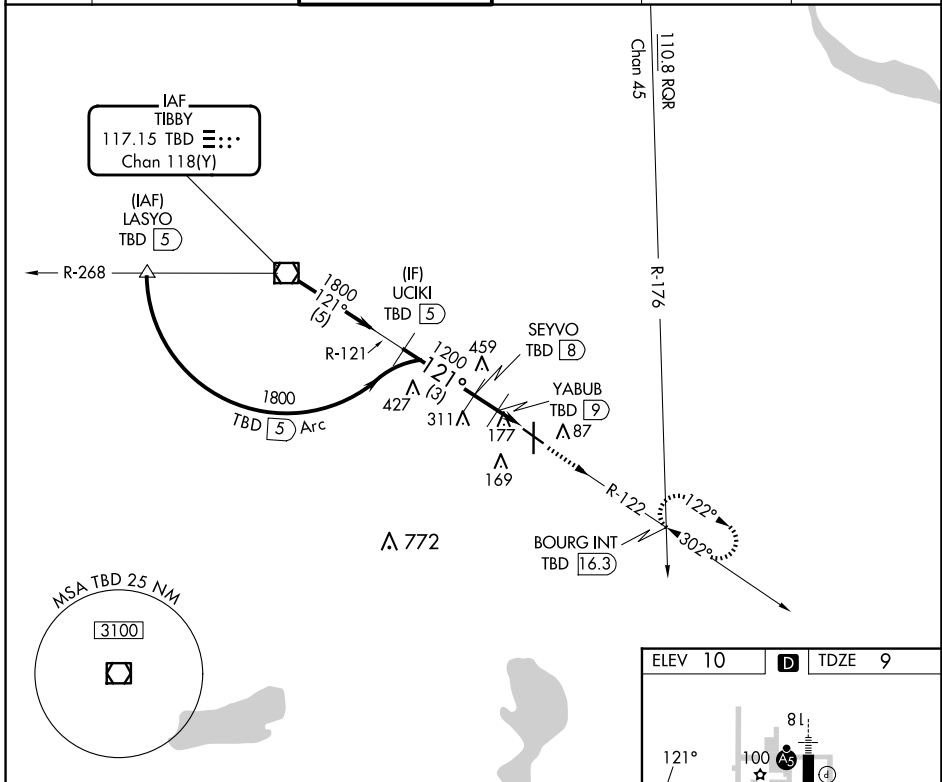 110.8 RQR
Chan 45
IAF
TIBBY
117.15 TBD
Chan 118(Y)
(IAF)
LASYO
TBD 5
R-268
1800
121°
(5)
(IF)
UCIKI
TBD 5
R-121
1200
121°
(3)
459
SEYVO
TBD 8
R-176
YABUB
TBD 9
427
311
177
87
169
1800
TBD 5 Arc
R-122
122°
302°
BOURG INT
TBD 16.3
772
MSA TBD 25 NM
3100
ELEV 10
D
TDZE 9
18
121°
100
A5
P